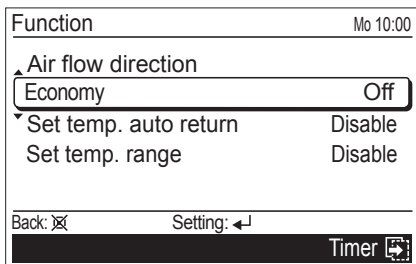 Function Mo 10:00
Air flow direction
Economy Off
Set temp. auto return Disable
Set temp. range Disable
Back: Setting:
Timer